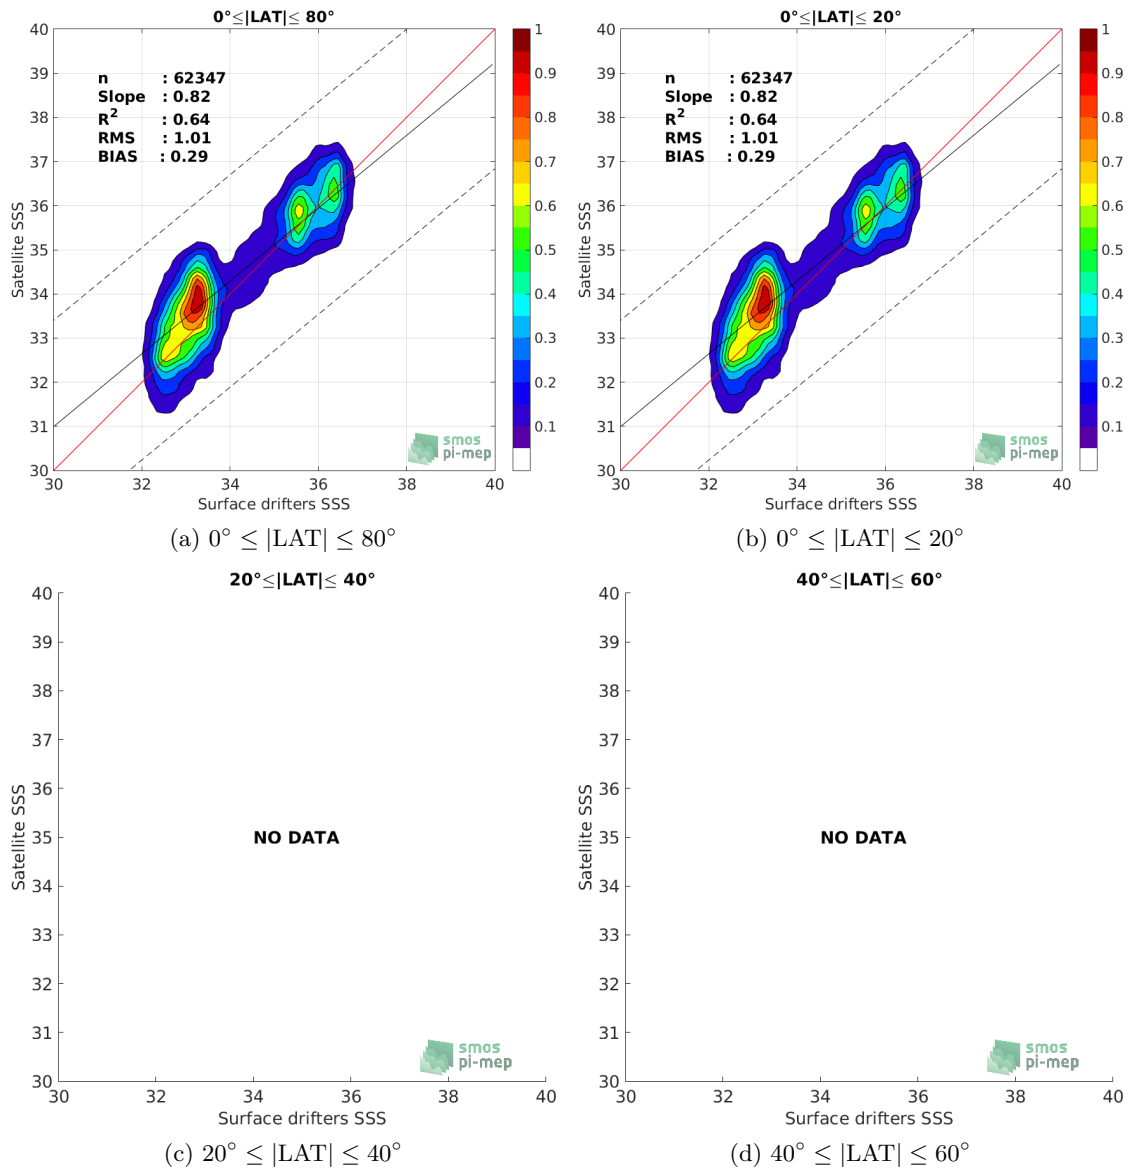 0°≤|LAT|≤ 80°
40
39
38
37
36
35
34
33
32
31
30
Satellite SSS
n : 62347
Slope : 0.82
R2 : 0.64
RMS : 1.01
BIAS : 0.29
smos
pi-mep
30 32 34 36 38 40
Surface drifters SSS
1
0.9
0.8
0.7
0.6
0.5
0.4
0.3
0.2
0.1
(a) 0° ≤ |LAT| ≤ 80°
0°≤|LAT|≤ 20°
40
39
38
37
36
35
34
33
32
31
30
Satellite SSS
n : 62347
Slope : 0.82
R2 : 0.64
RMS : 1.01
BIAS : 0.29
smos
pi-mep
30 32 34 36 38 40
Surface drifters SSS
1
0.9
0.8
0.7
0.6
0.5
0.4
0.3
0.2
0.1
(b) 0° ≤ |LAT| ≤ 20°
20°≤|LAT|≤ 40°
40
39
38
37
36
35
34
33
32
31
30
Satellite SSS
NO DATA
smos
pi-mep
30 32 34 36 38 40
Surface drifters SSS
(c) 20° ≤ |LAT| ≤ 40°
40°≤|LAT|≤ 60°
40
39
38
37
36
35
34
33
32
31
30
Satellite SSS
NO DATA
smos
pi-mep
30 32 34 36 38 40
Surface drifters SSS
(d) 40° ≤ |LAT| ≤ 60°